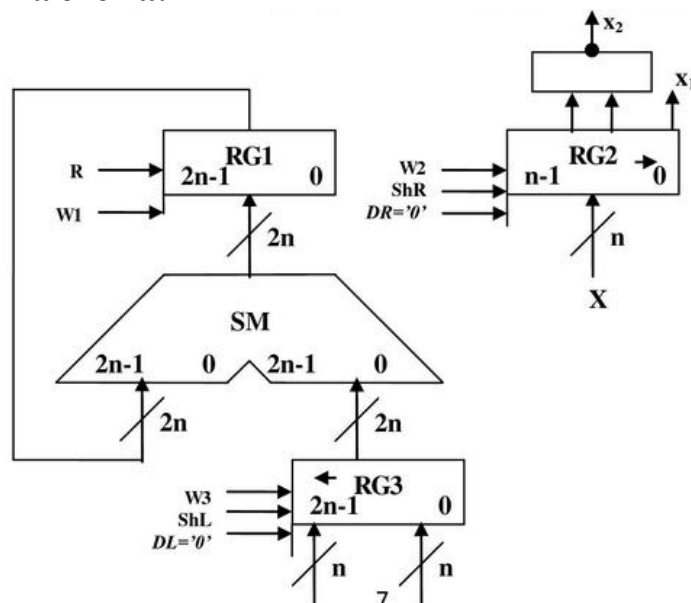 x₂
x₁
R
RG1
2n-1 0
W1
W2
RG2
n-1 0
ShR
DR='0'
2n
n
X
SM
2n-1 0 2n-1 0
2n 2n
W3
RG3
2n-1 0
ShL
DL='0'
n n